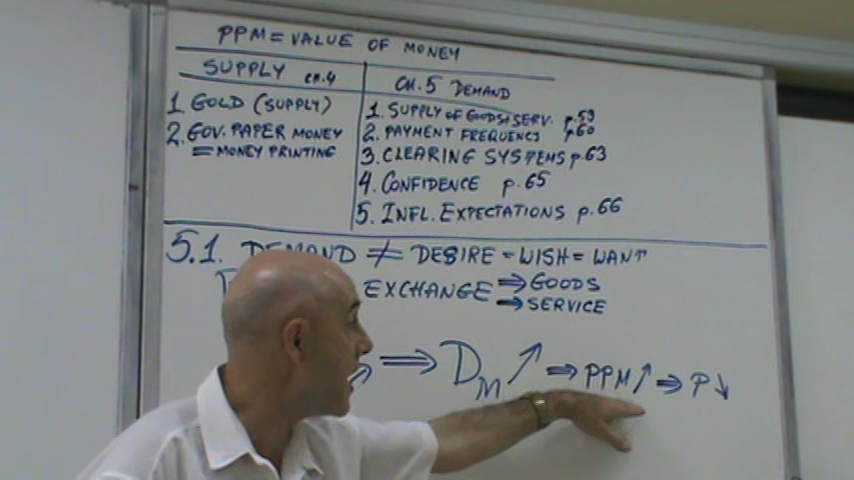 PPM = VALUE OF MONEY
SUPPLY CH.4
1 GOLD (SUPPLY)
2. GOV. PAPER MONEY
= MONEY PRINTING
CH.5 DEMAND
1. SUPPLY OF GOODS+SERV. p.59
2. PAYMENT FREQUENCY p.60
3. CLEARING SYSTEMS p.63
4. CONFIDENCE p.65
5. INFL. EXPECTATIONS p.66
5.1. DEMAND ≠ DESIRE = WISH = WANT
EXCHANGE ⇒ GOODS
⇒ SERVICE
⇒ DM ↑ ⇒ PPM ↑ ⇒ P ↓